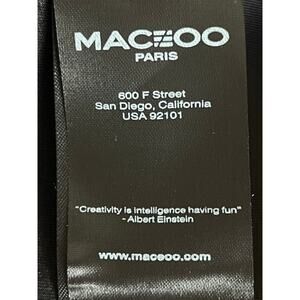 MACEOO
PARIS
600 F Street
San Diego, California
USA 92101
"Creativity is intelligence having fun"
- Albert Einstein
www.maceoo.com